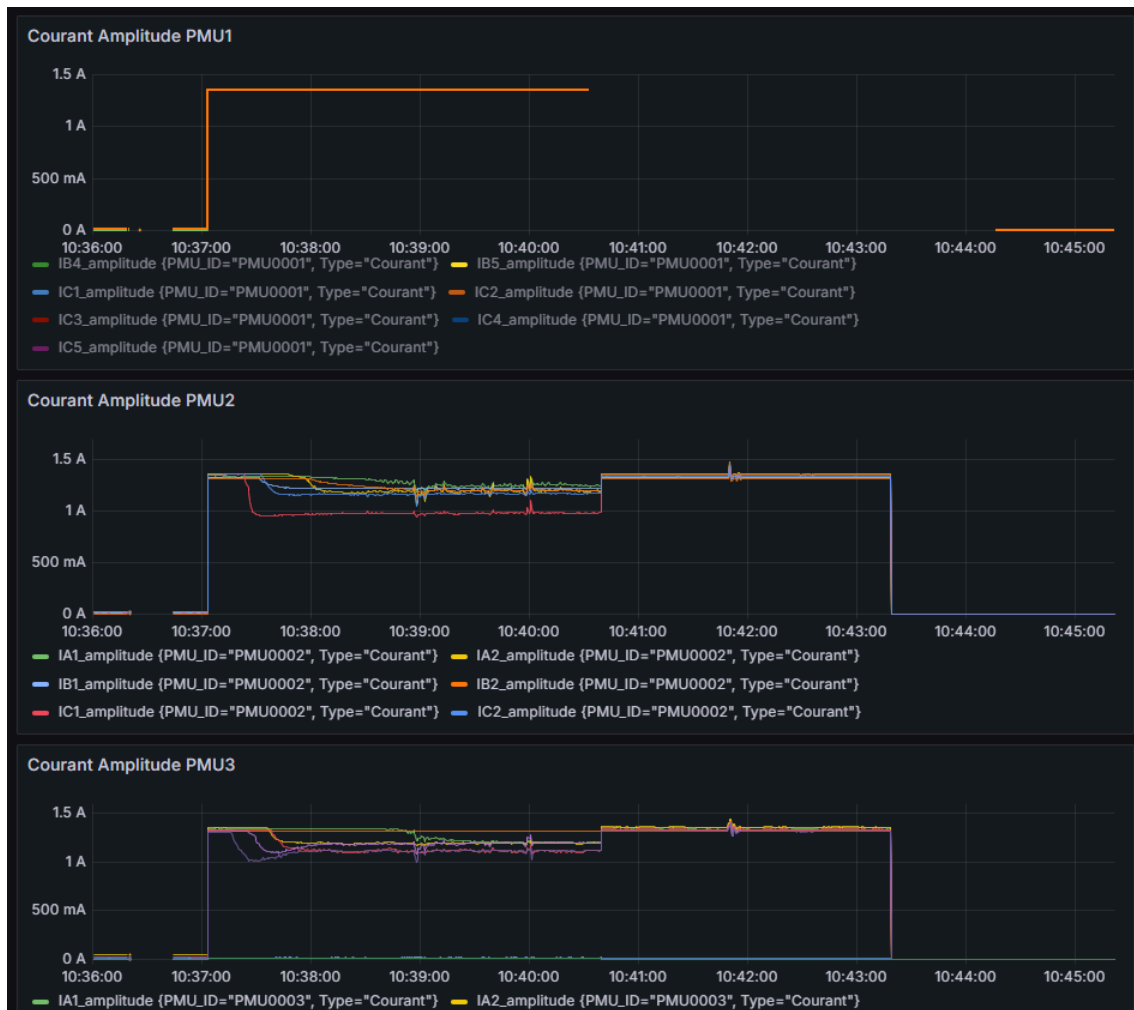 Courant Amplitude PMU1
1.5 A
1 A
500 mA
0 A
10:36:00 10:37:00 10:38:00 10:39:00 10:40:00 10:41:00 10:42:00 10:43:00 10:44:00 10:45:00
IB4_amplitude {PMU_ID="PMU0001", Type="Courant"} IB5_amplitude {PMU_ID="PMU0001", Type="Courant"}
IC1_amplitude {PMU_ID="PMU0001", Type="Courant"} IC2_amplitude {PMU_ID="PMU0001", Type="Courant"}
IC3_amplitude {PMU_ID="PMU0001", Type="Courant"} IC4_amplitude {PMU_ID="PMU0001", Type="Courant"}
IC5_amplitude {PMU_ID="PMU0001", Type="Courant"}
Courant Amplitude PMU2
1.5 A
1 A
500 mA
0 A
10:36:00 10:37:00 10:38:00 10:39:00 10:40:00 10:41:00 10:42:00 10:43:00 10:44:00 10:45:00
IA1_amplitude {PMU_ID="PMU0002", Type="Courant"} IA2_amplitude {PMU_ID="PMU0002", Type="Courant"}
IB1_amplitude {PMU_ID="PMU0002", Type="Courant"} IB2_amplitude {PMU_ID="PMU0002", Type="Courant"}
IC1_amplitude {PMU_ID="PMU0002", Type="Courant"} IC2_amplitude {PMU_ID="PMU0002", Type="Courant"}
Courant Amplitude PMU3
1.5 A
1 A
500 mA
0 A
10:36:00 10:37:00 10:38:00 10:39:00 10:40:00 10:41:00 10:42:00 10:43:00 10:44:00 10:45:00
IA1_amplitude {PMU_ID="PMU0003", Type="Courant"} IA2_amplitude {PMU_ID="PMU0003", Type="Courant"}